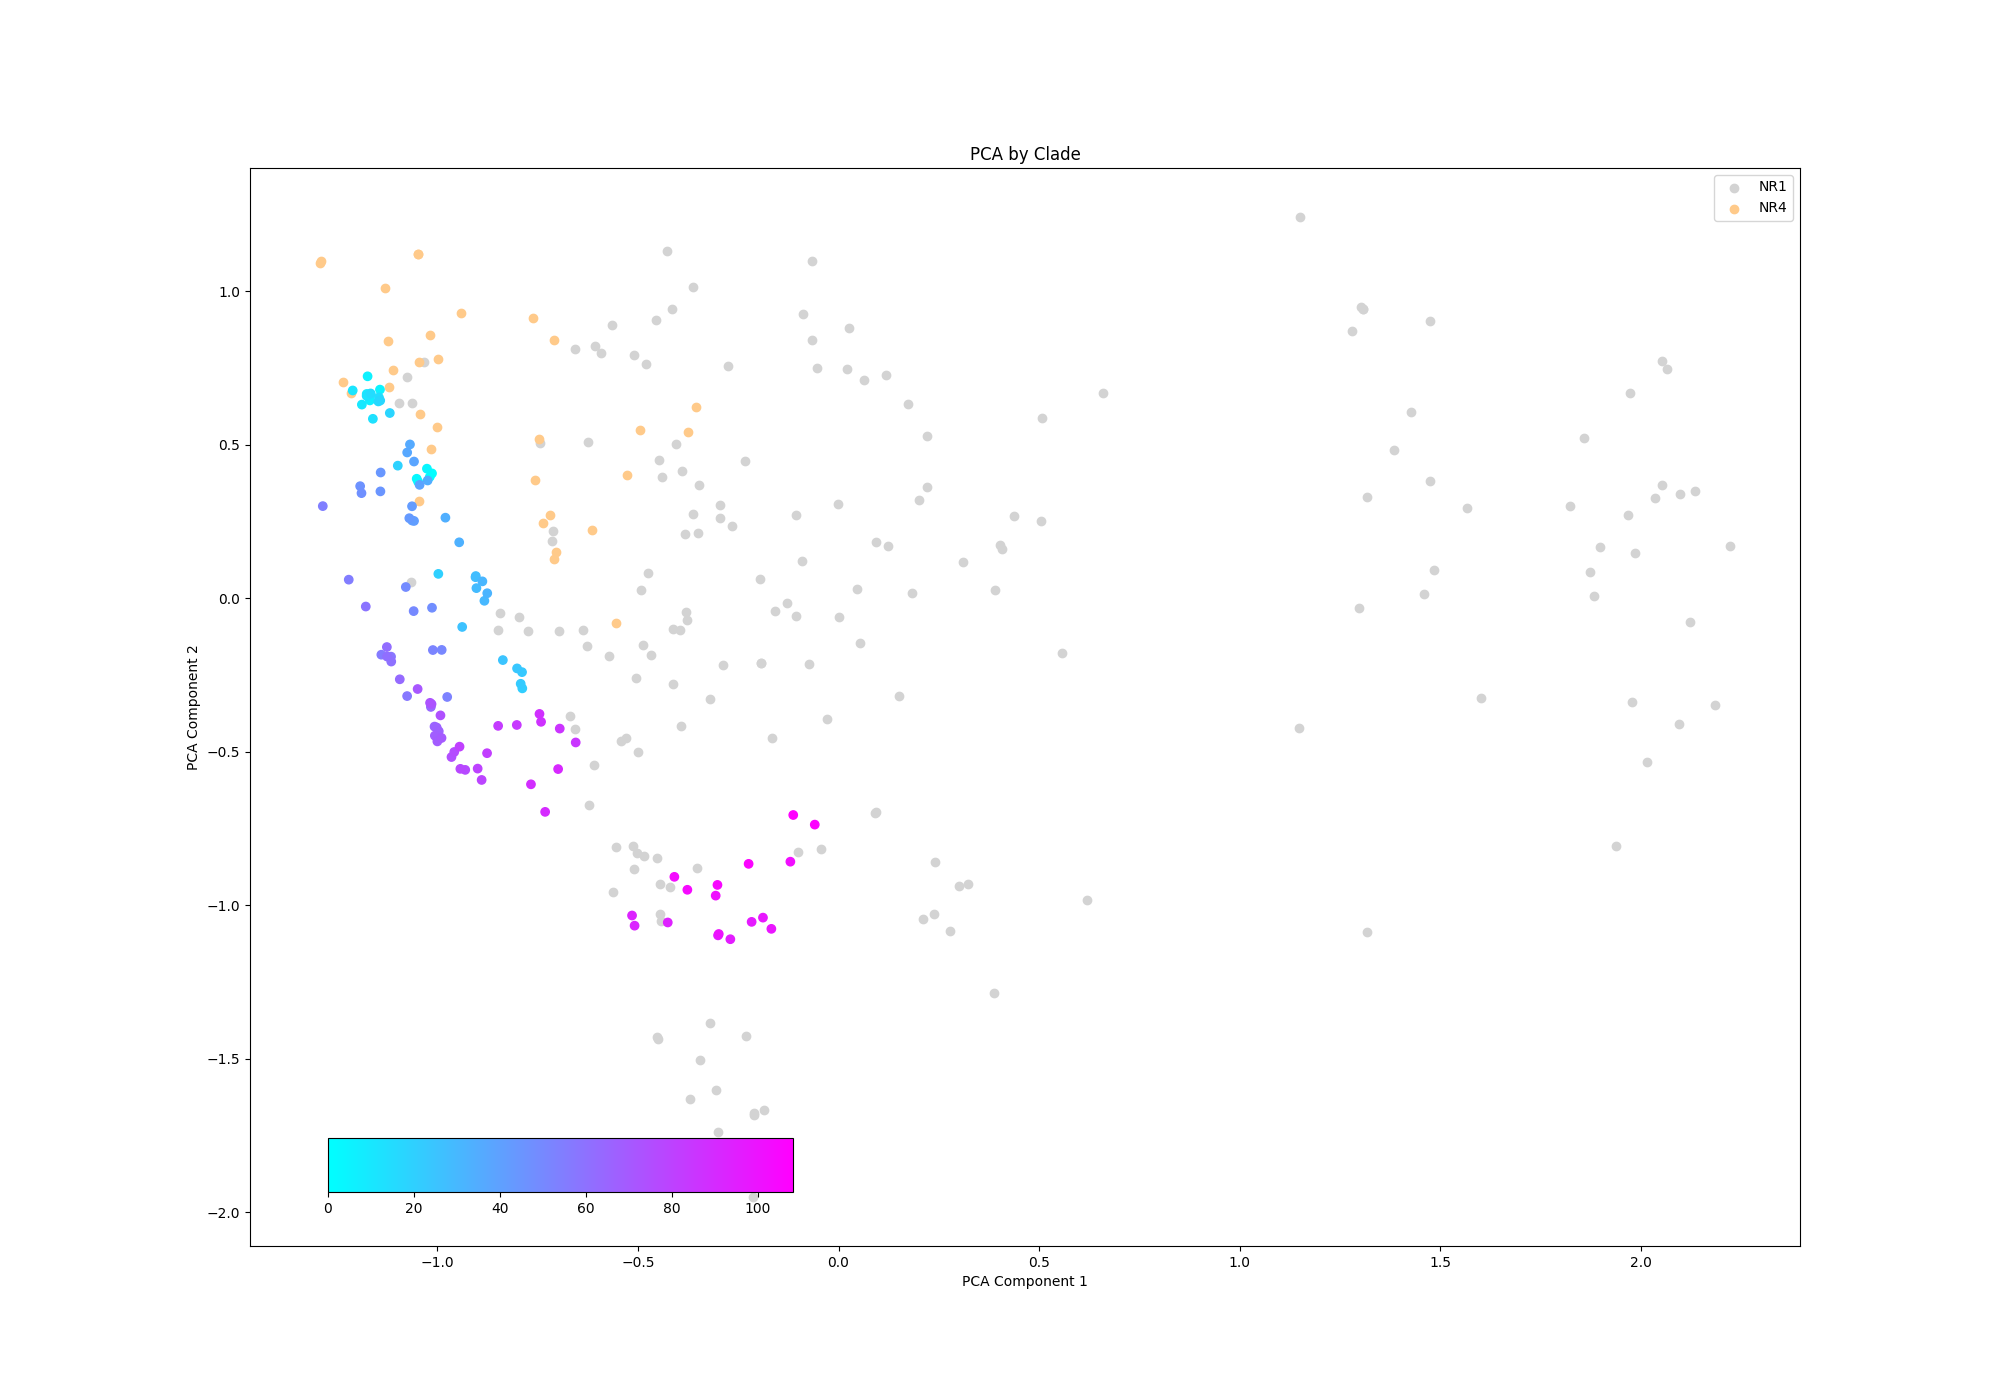 PCA by Clade
NR1
NR4
1.0
0.5
0.0
−0.5
−1.0
−1.5
−2.0
PCA Component 2
0 20 40 60 80 100
−1.0 −0.5 0.0 0.5 1.0 1.5 2.0
PCA Component 1